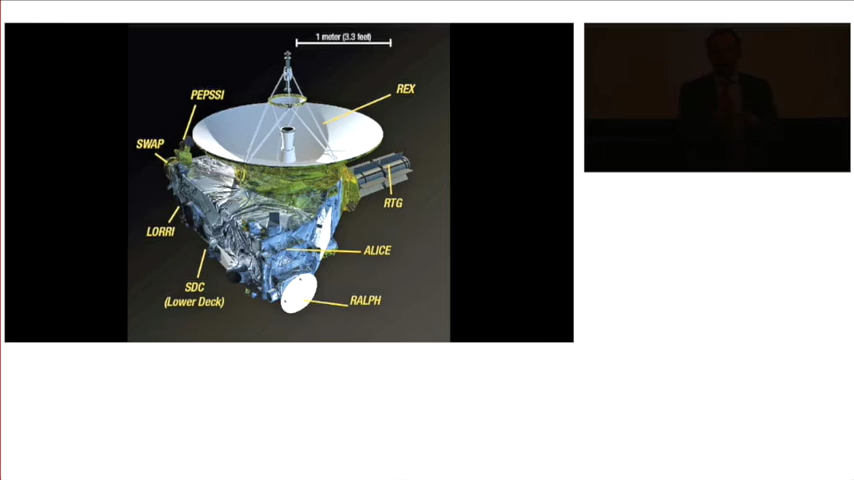 1 meter (3.3 feet)
REX
PEPSSI
SWAP
RTG
LORRI
ALICE
SDC
(Lower Deck)
RALPH